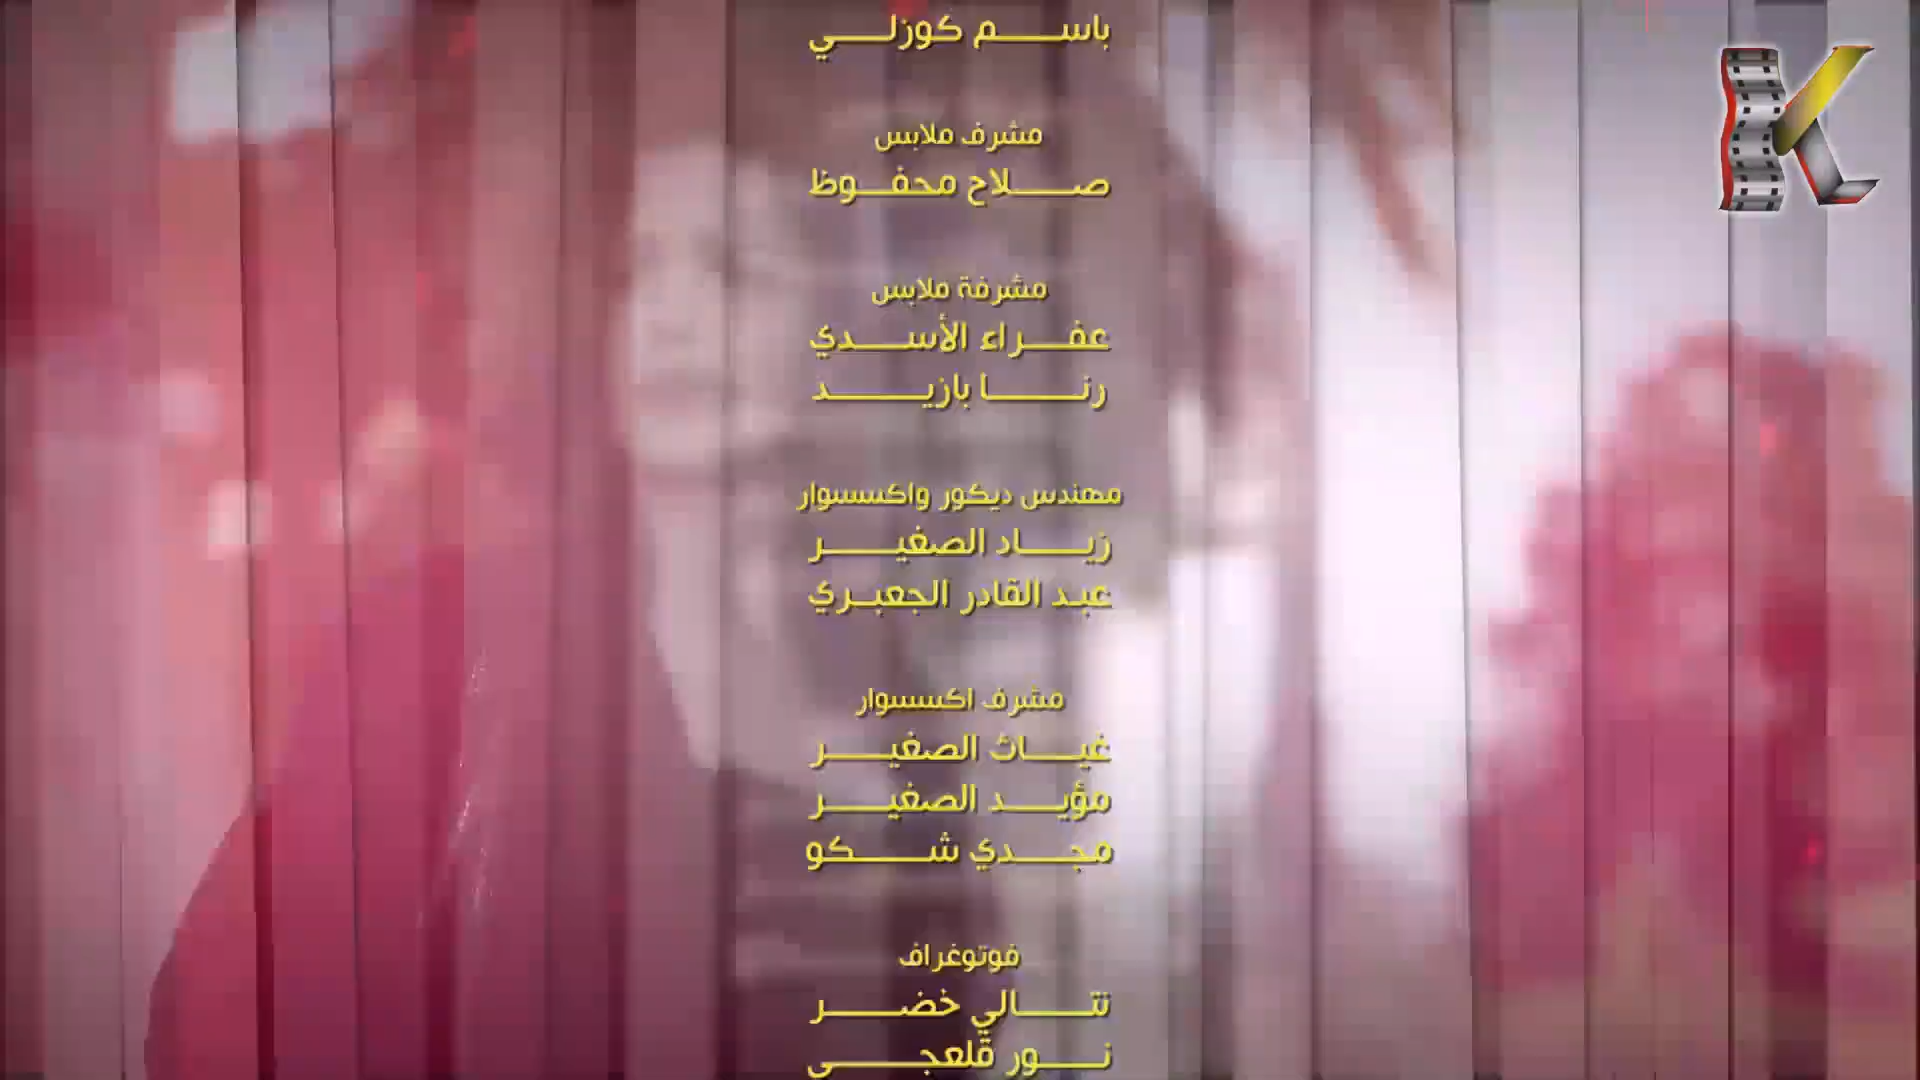 باسم كوزلي
مشرف ملابس
صلاح محفوظ
مشرفة ملابس
عفراء الأسدي
رنا بازيد
مهندس ديكور واكسسوار
زياد الصغير
عبد القادر الجعبري
مشرف اكسسوار
غياث الصغير
مؤيد الصغير
مجدي شكو
فوتوغراف
نتالي خضر
نور قلعجي